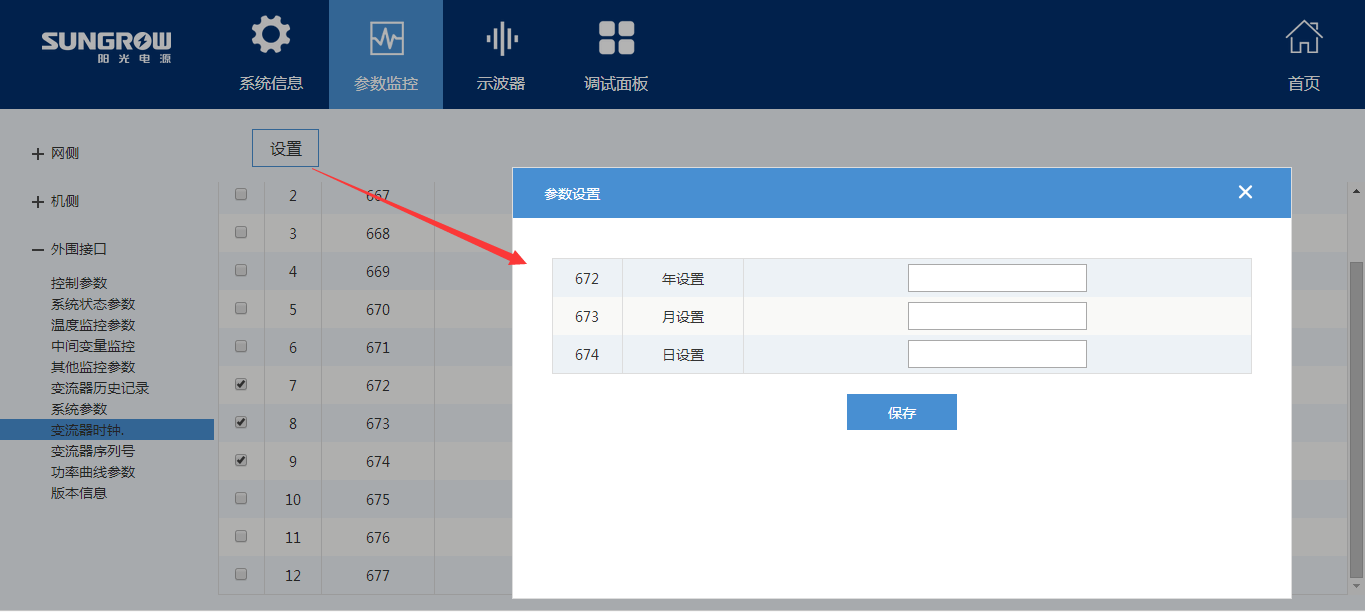 SUNGROW
阳光电源
系统信息
参数监控
示波器
调试面板
首页
网侧
机侧
外围接口
控制参数
系统状态参数
温度监控参数
中间变量监控
其他监控参数
变流器历史记录
系统参数
变流器时钟.
变流器序列号
功率曲线参数
版本信息
设置
2 667
3 668
4 669
5 670
6 671
7 672
8 673
9 674
10 675
11 676
12 677
参数设置
672 年设置
673 月设置
674 日设置
保存